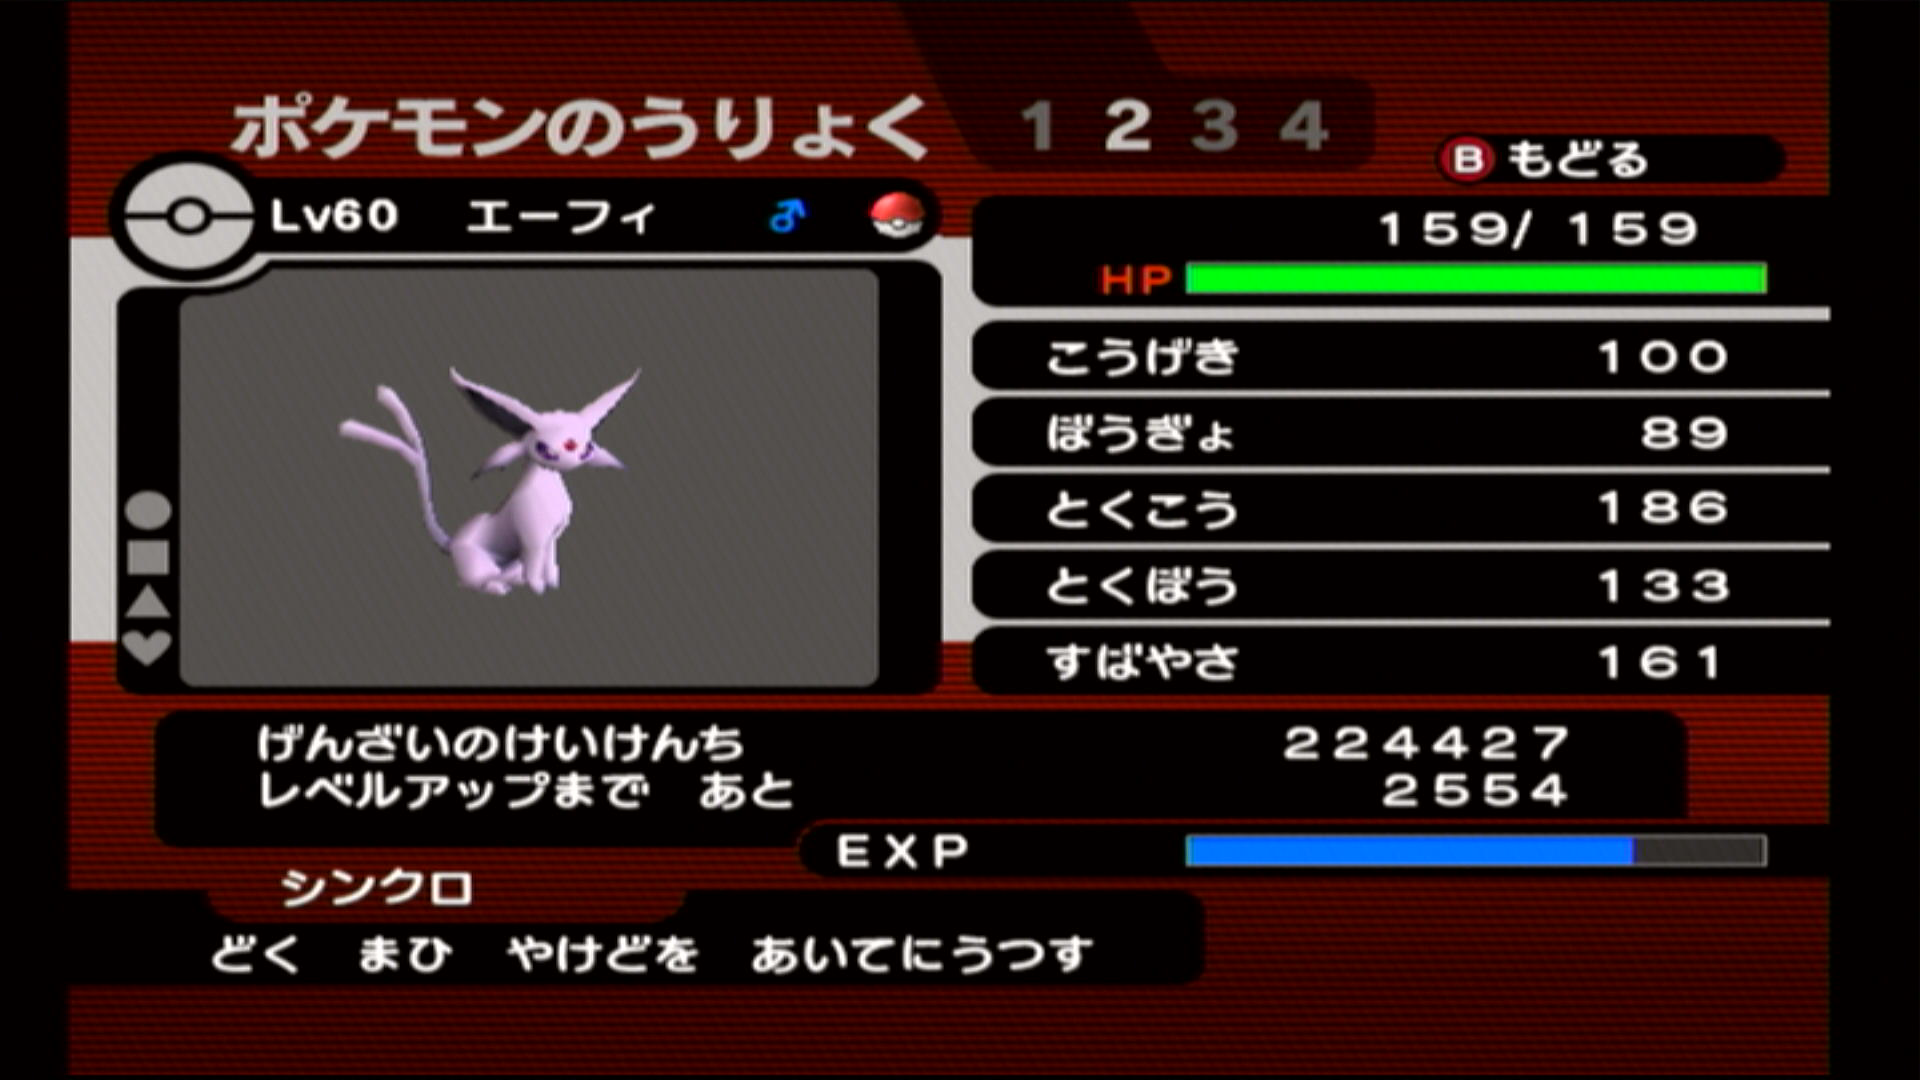 ポケモンのうりょく 1 2 3 4
B もどる
Lv60 エーフィ ♂
159/ 159
HP
こうげき 100
ぼうぎょ 89
とくこう 186
とくぼう 133
すばやさ 161
げんざいのけいけんち 224427
レベルアップまで あと 2554
EXP
シンクロ
どく まひ やけどを あいてにうつす